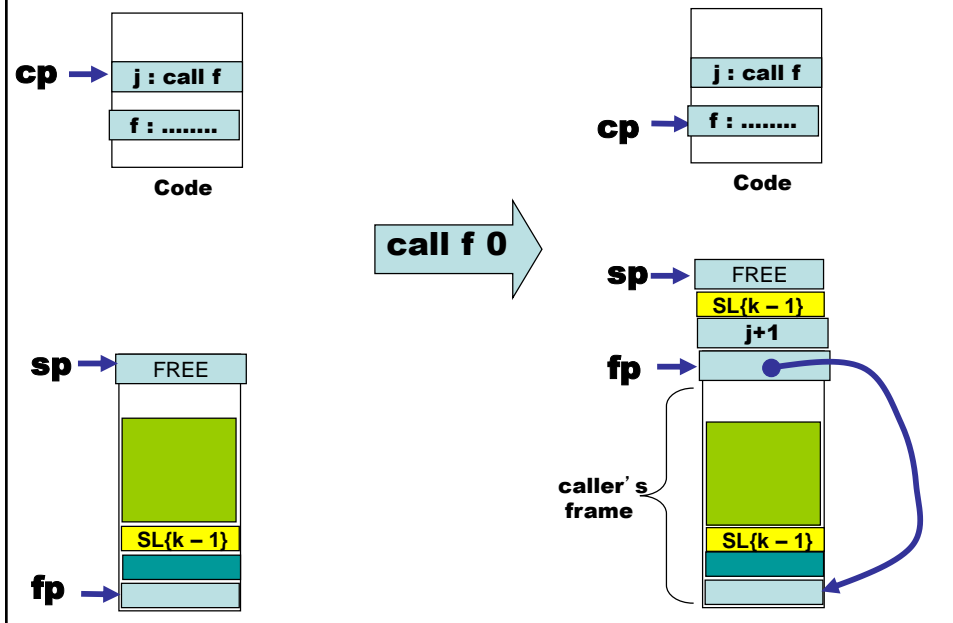 cp
j : call f
f : ........
Code
sp
FREE
SL{k – 1}
fp
call f 0
j : call f
cp
f : ........
Code
sp
FREE
SL{k – 1}
j+1
fp
caller's
frame
SL{k – 1}